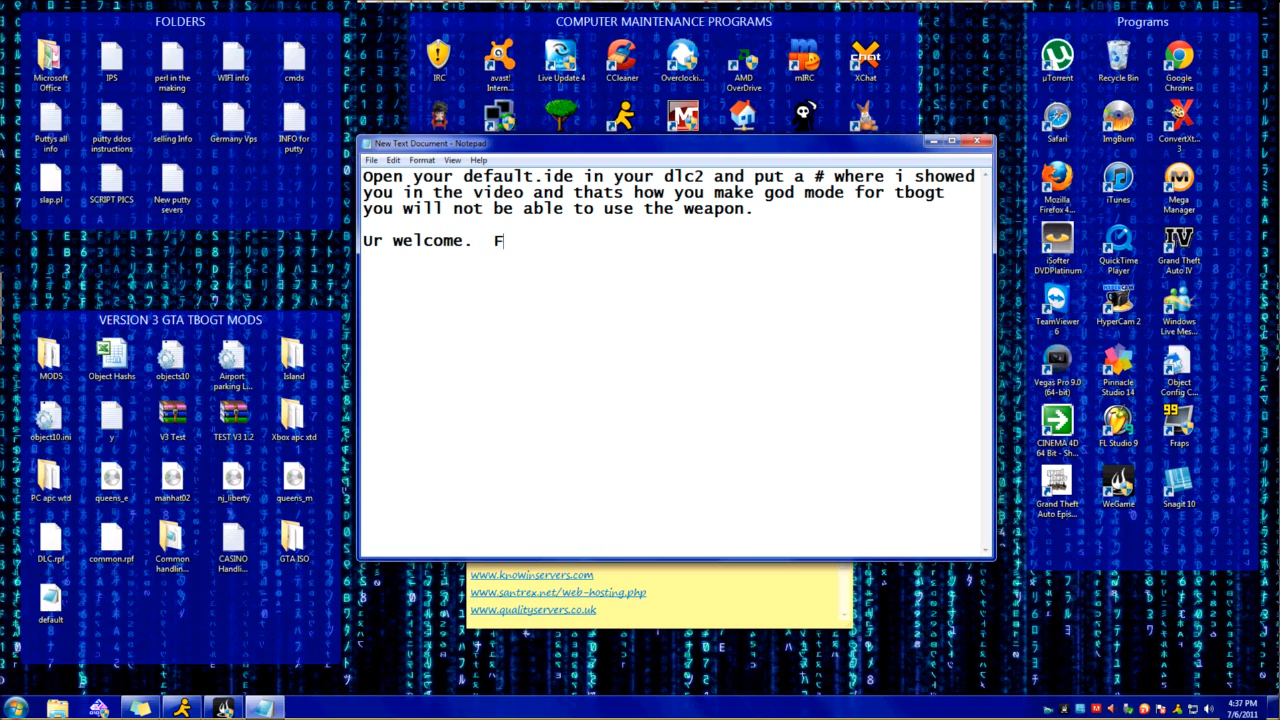 FOLDERS
Microsoft Office
IPS
perl in the making
WIFI info
cmds
Puttys all info
putty ddos instructions
selling Info
Germany Vps
INFO for putty
slap.pl
SCRIPT PICS
New putty severs
VERSION 3 GTA TBOGT MODS
MODS
Object Hashs
objects10
Airport parking L...
Island
object10.ini
y
V3 Test
TEST V3 1.2
Xbox apc xtd
PC apc wtd
queens_e
manhat02
nj_liberty
queens_m
DLC.rpf
common.rpf
Common handlin...
CASINO Handli...
GTA ISO
default
COMPUTER MAINTENANCE PROGRAMS
IRC
avast! Intern...
Live Update 4
CCleaner
Overclocki...
AMD OverDrive
mIRC
XChat
New Text Document - Notepad
File Edit Format View Help
Open your default.ide in your dlc2 and put a # where i showed
you in the video and thats how you make god mode for tbogt
you will not be able to use the weapon.
Ur welcome.  F
www.knowinservers.com
www.santrex.net/web-hosting.php
www.qualityservers.co.uk
Programs
µTorrent
Recycle Bin
Google Chrome
Safari
ImgBurn
ConvertXt... 3
Mozilla Firefox 4...
iTunes
Mega Manager
iSofter DVDPlatinum
QuickTime Player
Grand Theft Auto IV
TeamViewer 6
HyperCam 2
Windows Live Mes...
Vegas Pro 9.0 (64-bit)
Pinnacle Studio 14
Object Config C...
CINEMA 4D 64 Bit - Sh...
FL Studio 9
Fraps
Grand Theft Auto Epis...
WeGame
Snagit 10
4:37 PM
7/6/2011